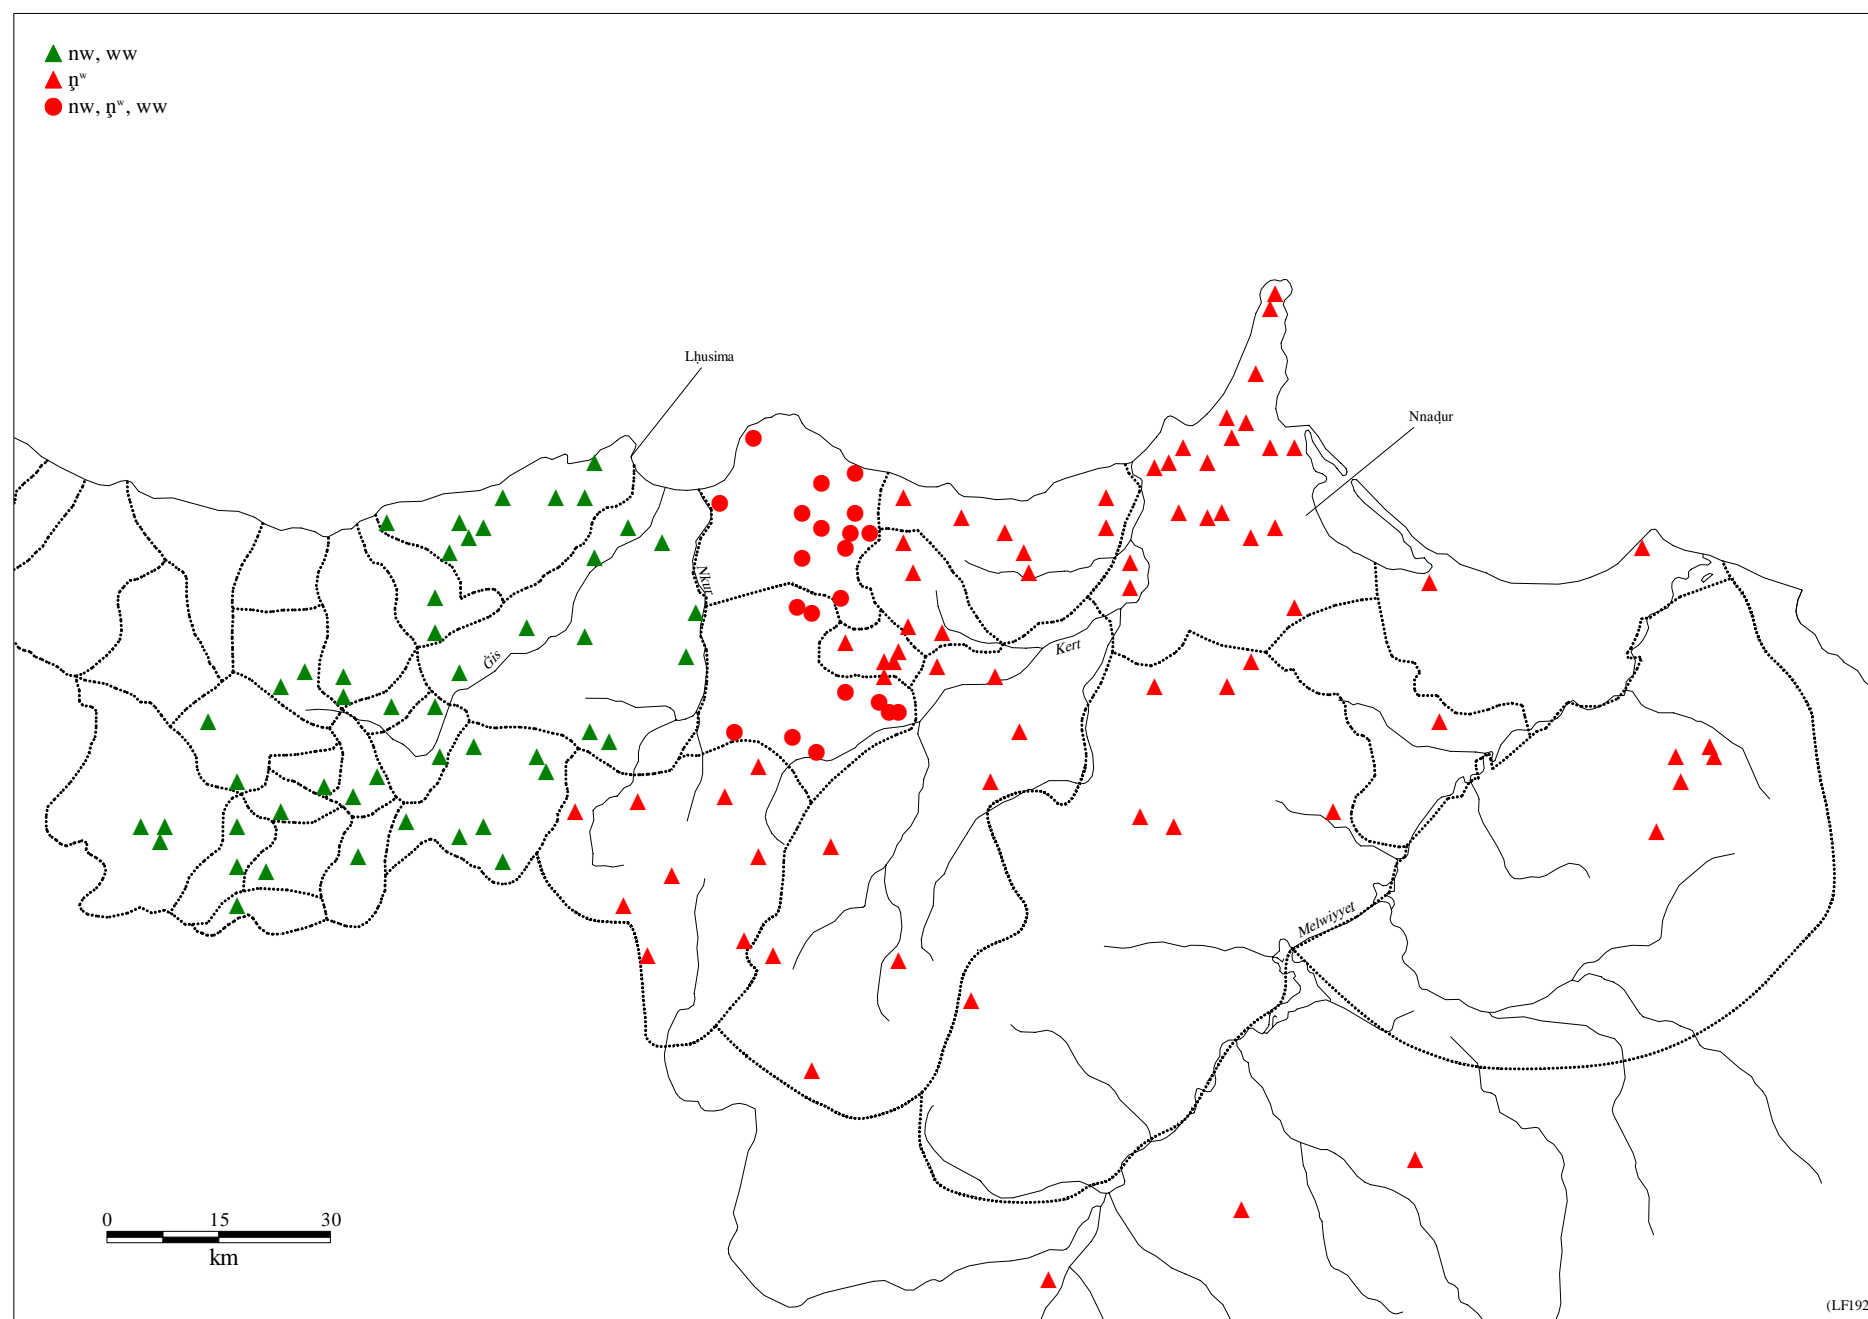 nw, ww
ŋ̧ʷ
nw, ŋ̧ʷ, ww
Lḥusima
Nnaḍur
Nkur
Ġis
Kert
Melwiyyet
0 15 30
km
(LF192